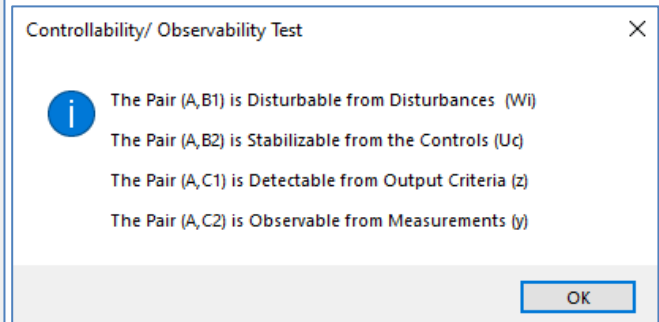 Controllability/ Observability Test
The Pair (A,B1) is Disturbable from Disturbances (Wi)
The Pair (A,B2) is Stabilizable from the Controls (Uc)
The Pair (A,C1) is Detectable from Output Criteria (z)
The Pair (A,C2) is Observable from Measurements (y)
OK